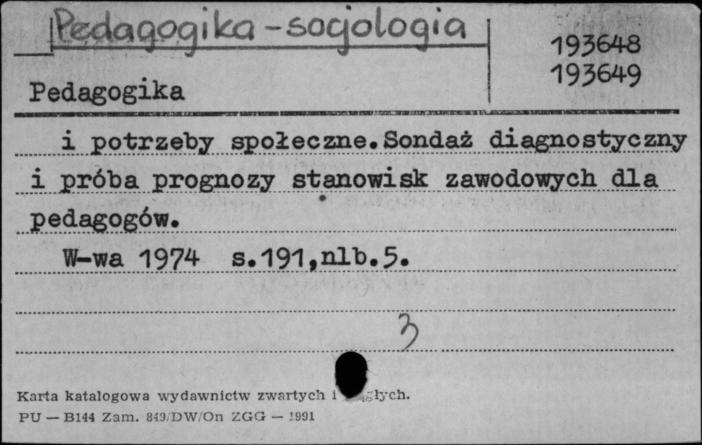 Pedagogika - socjologia
193648
193649
Pedagogika
i potrzeby społeczne. Sondaż diagnostyczny
i próba prognozy stanowisk zawodowych dla
pedagogów.
W-wa 1974 s.191,nlb.5.
3
Karta katalogowa wydawnictw zwartych i
PU — B144 Zam. 849/DW/On ZGG — 1991